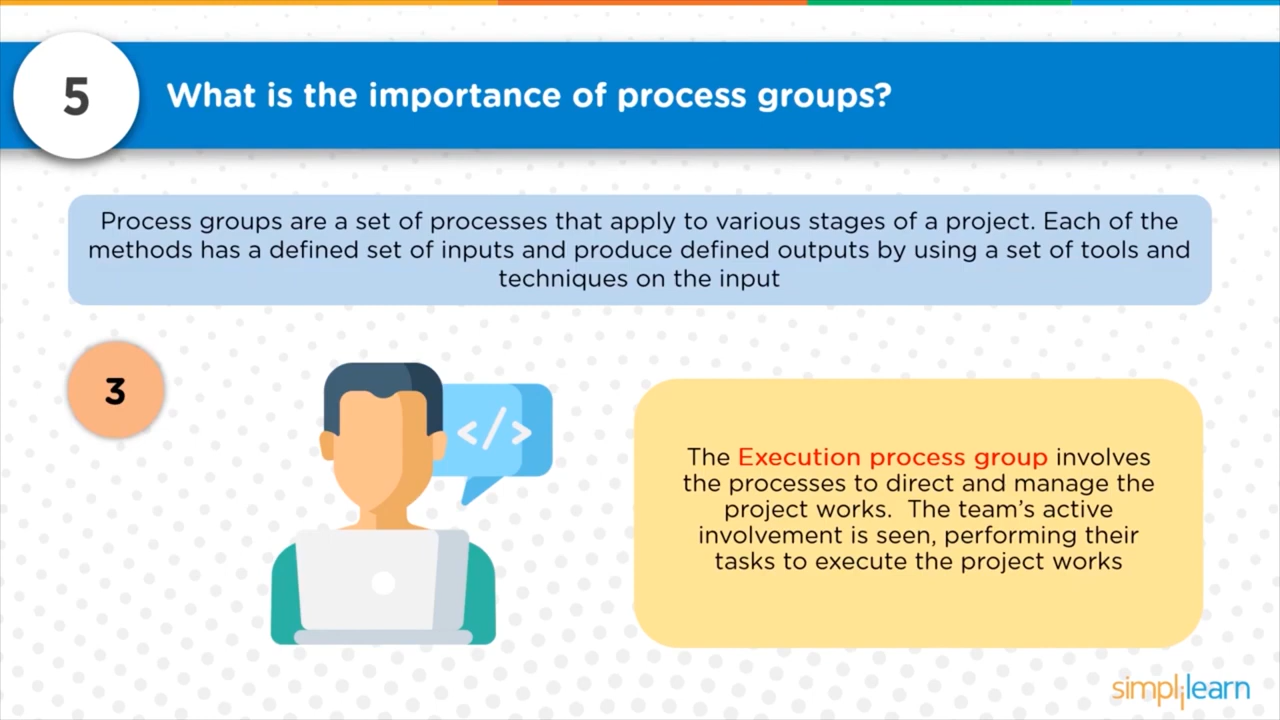 5
What is the importance of process groups?
Process groups are a set of processes that apply to various stages of a project. Each of the
methods has a defined set of inputs and produce defined outputs by using a set of tools and
techniques on the input
3
</>
The Execution process group involves
the processes to direct and manage the
project works.  The team's active
involvement is seen, performing their
tasks to execute the project works
simplilearn